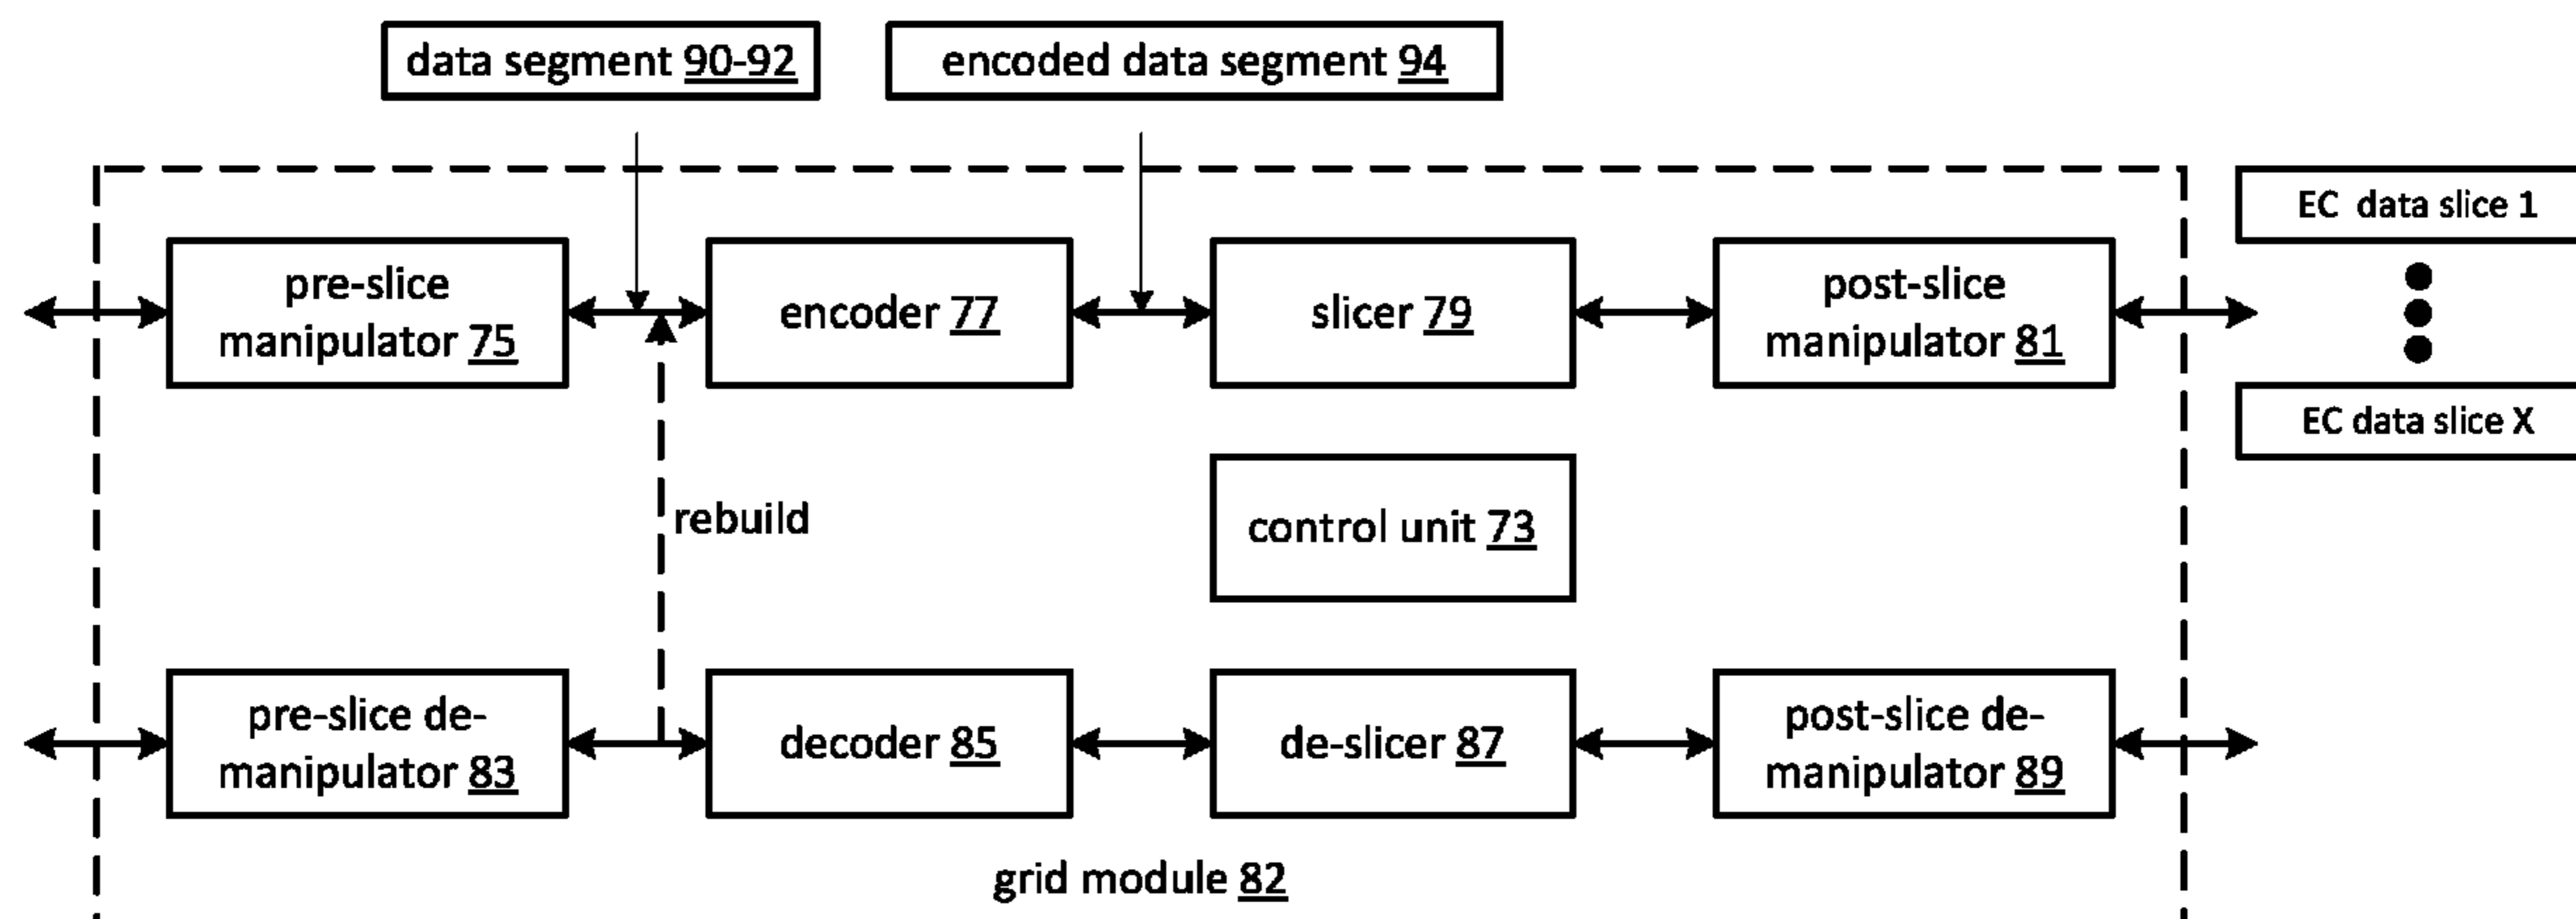 data segment 90-92
encoded data segment 94
EC data slice 1
pre-slice
manipulator 75
encoder 77
slicer 79
post-slice
manipulator 81
EC data slice X
rebuild
control unit 73
pre-slice de-
manipulator 83
decoder 85
de-slicer 87
post-slice de-
manipulator 89
grid module 82